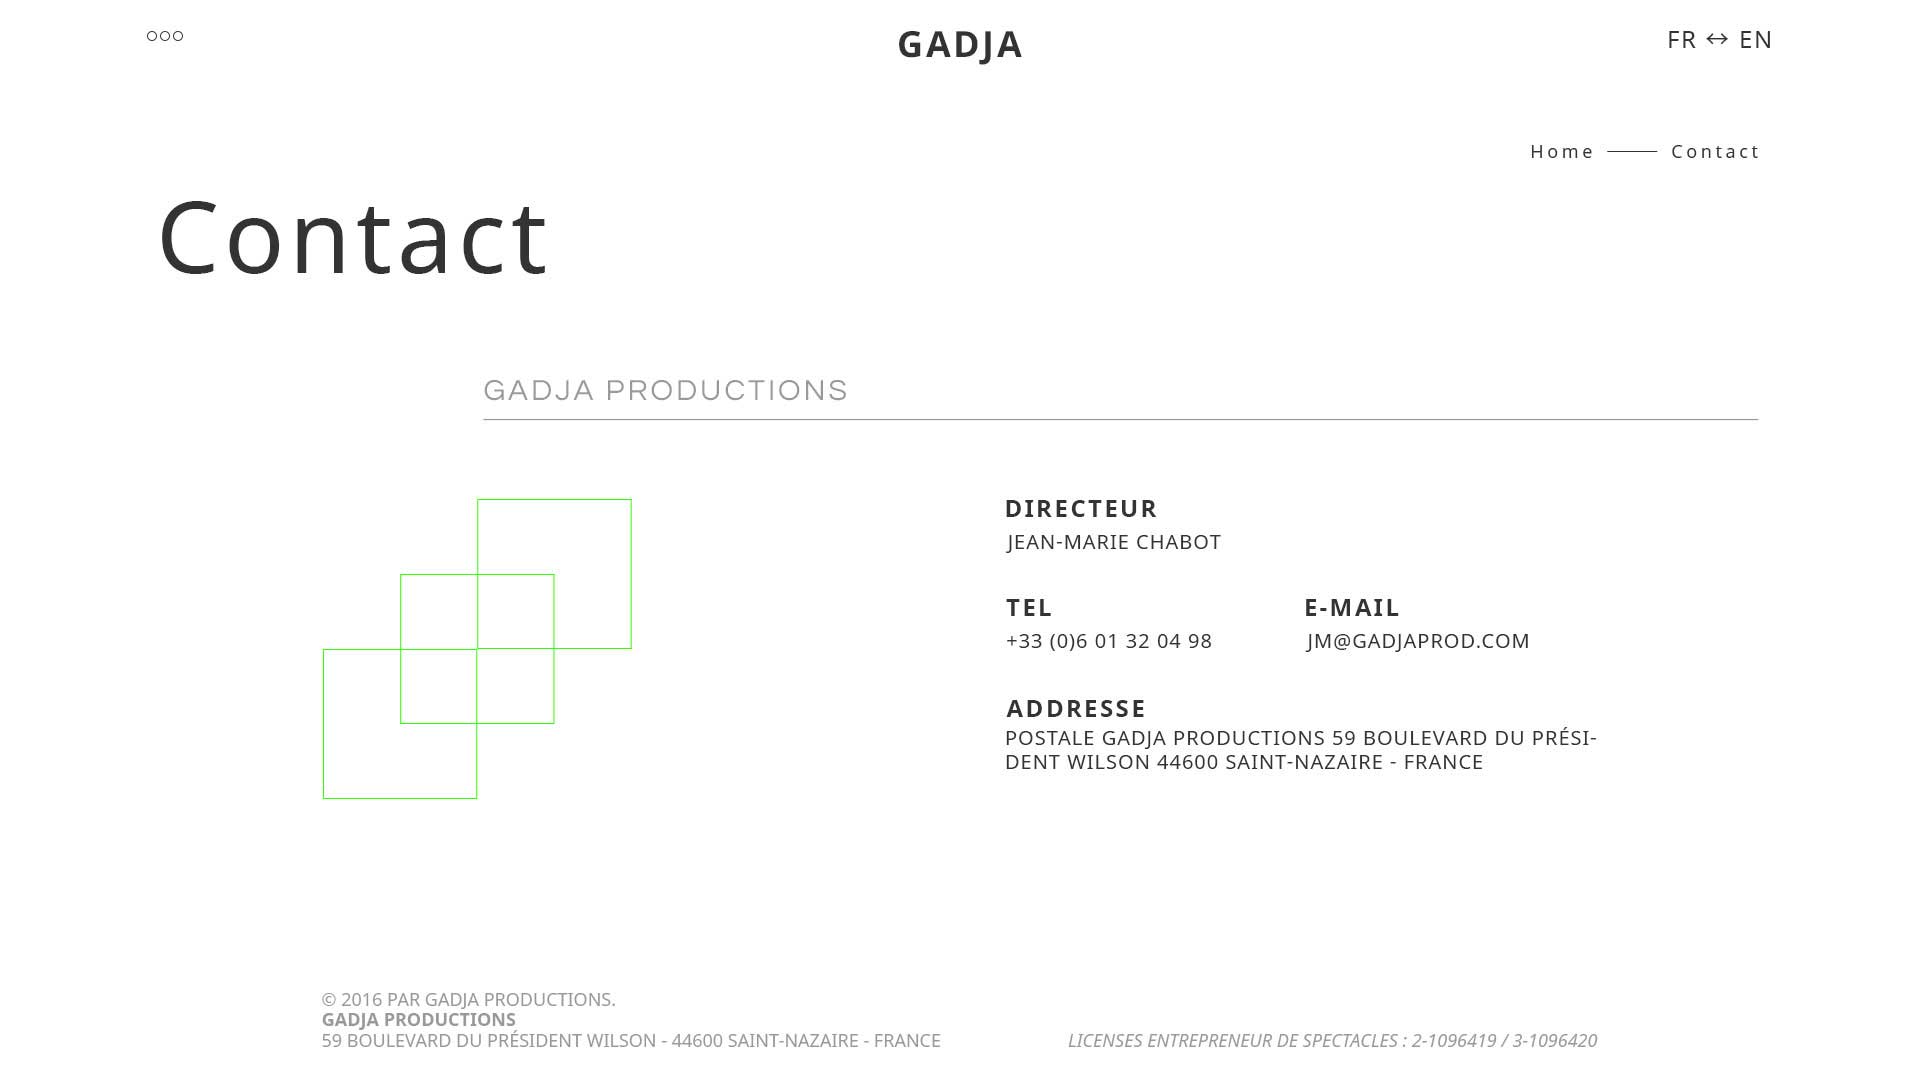 GADJA
FR ↔ EN
Home Contact
Contact
GADJA PRODUCTIONS
DIRECTEUR
JEAN-MARIE CHABOT
TEL
+33 (0)6 01 32 04 98
E-MAIL
JM@GADJAPROD.COM
ADDRESSE
POSTALE GADJA PRODUCTIONS 59 BOULEVARD DU PRÉSI-
DENT WILSON 44600 SAINT-NAZAIRE - FRANCE
© 2016 PAR GADJA PRODUCTIONS.
GADJA PRODUCTIONS
59 BOULEVARD DU PRÉSIDENT WILSON - 44600 SAINT-NAZAIRE - FRANCE
LICENSES ENTREPRENEUR DE SPECTACLES : 2-1096419 / 3-1096420